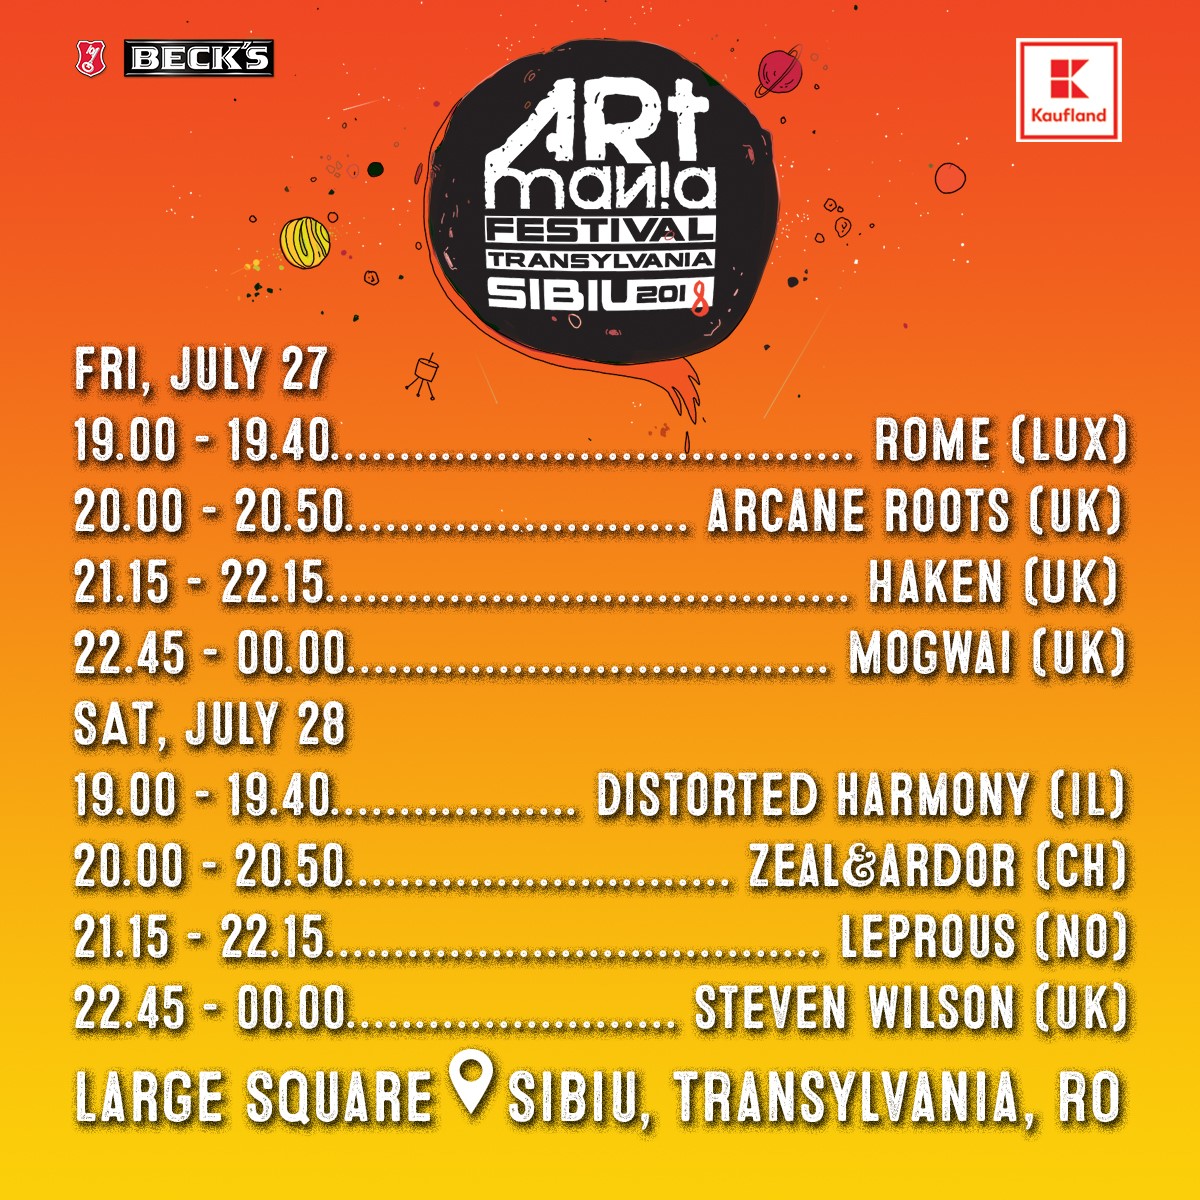 BECK'S
Kaufland
ARt
mania
FESTIVAL
TRANSYLVANIA
SIBIU 2018
FRI, JULY 27
19.00 - 19.40...................................... ROME (LUX)
20.00 - 20.50......................... ARCANE ROOTS (UK)
21.15 - 22.15...................................... HAKEN (UK)
22.45 - 00.00................................... MOGWAI (UK)
SAT, JULY 28
19.00 - 19.40.................. DISTORTED HARMONY (IL)
20.00 - 20.50............................ ZEAL&ARDOR (CH)
21.15 - 22.15.................................... LEPROUS (NO)
22.45 - 00.00........................ STEVEN WILSON (UK)
LARGE SQUARE SIBIU, TRANSYLVANIA, RO